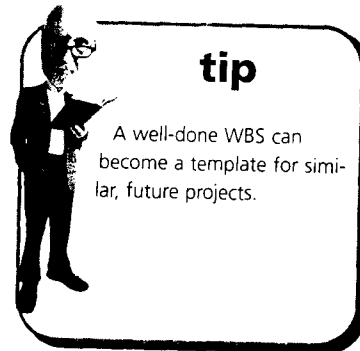 tip
A well-done WBS can
become a template for simi-
lar, future projects.